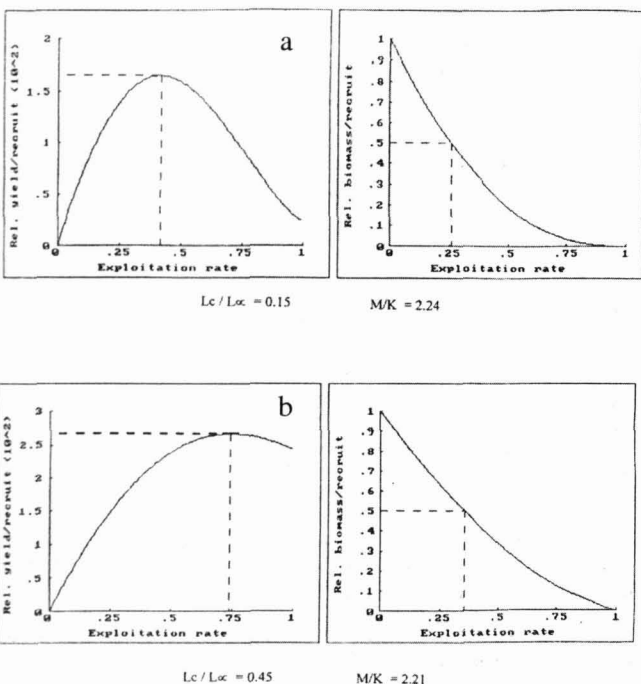 a
Rel. yield/recruit (10^2)
2
1.5
1
.5
0
0 .25 .5 .75 1
Exploitation rate
Rel. biomass/recruit
1
.9
.8
.7
.6
.5
.4
.3
.2
.1
0
0 .25 .5 .75 1
Exploitation rate
Lc / L∝ = 0.15 M/K = 2.24
b
Rel. yield/recruit (10^2)
3
2.5
2
1.5
1
.5
0
0 .25 .5 .75 1
Exploitation rate
Rel. biomass/recruit
1
.9
.8
.7
.6
.5
.4
.3
.2
.1
0
0 .25 .5 .75 1
Exploitation rate
Lc / L∝ = 0.45 M/K = 2.21